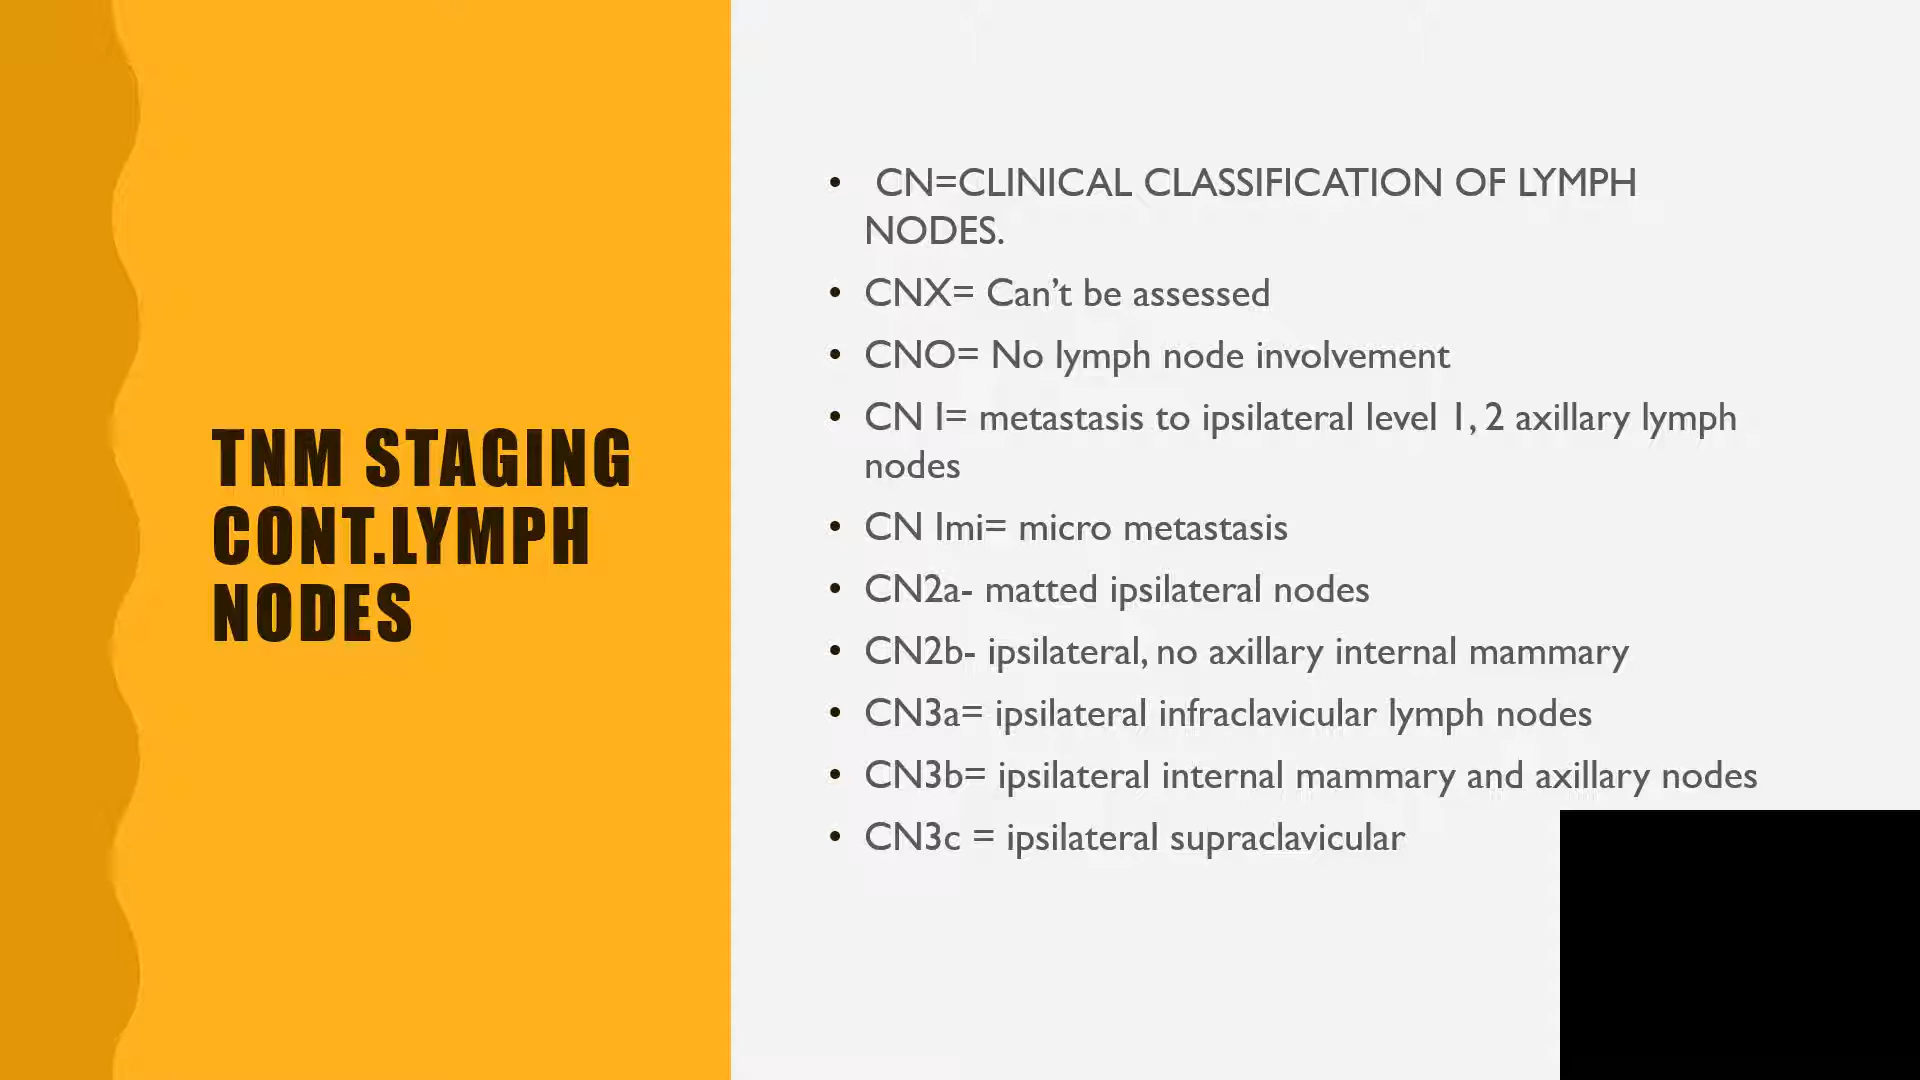 TNM STAGING
CONT.LYMPH
NODES
• CN=CLINICAL CLASSIFICATION OF LYMPH
NODES.
• CNX= Can’t be assessed
• CNO= No lymph node involvement
• CN I= metastasis to ipsilateral level 1, 2 axillary lymph
nodes
• CN Imi= micro metastasis
• CN2a- matted ipsilateral nodes
• CN2b- ipsilateral, no axillary internal mammary
• CN3a= ipsilateral infraclavicular lymph nodes
• CN3b= ipsilateral internal mammary and axillary nodes
• CN3c = ipsilateral supraclavicular